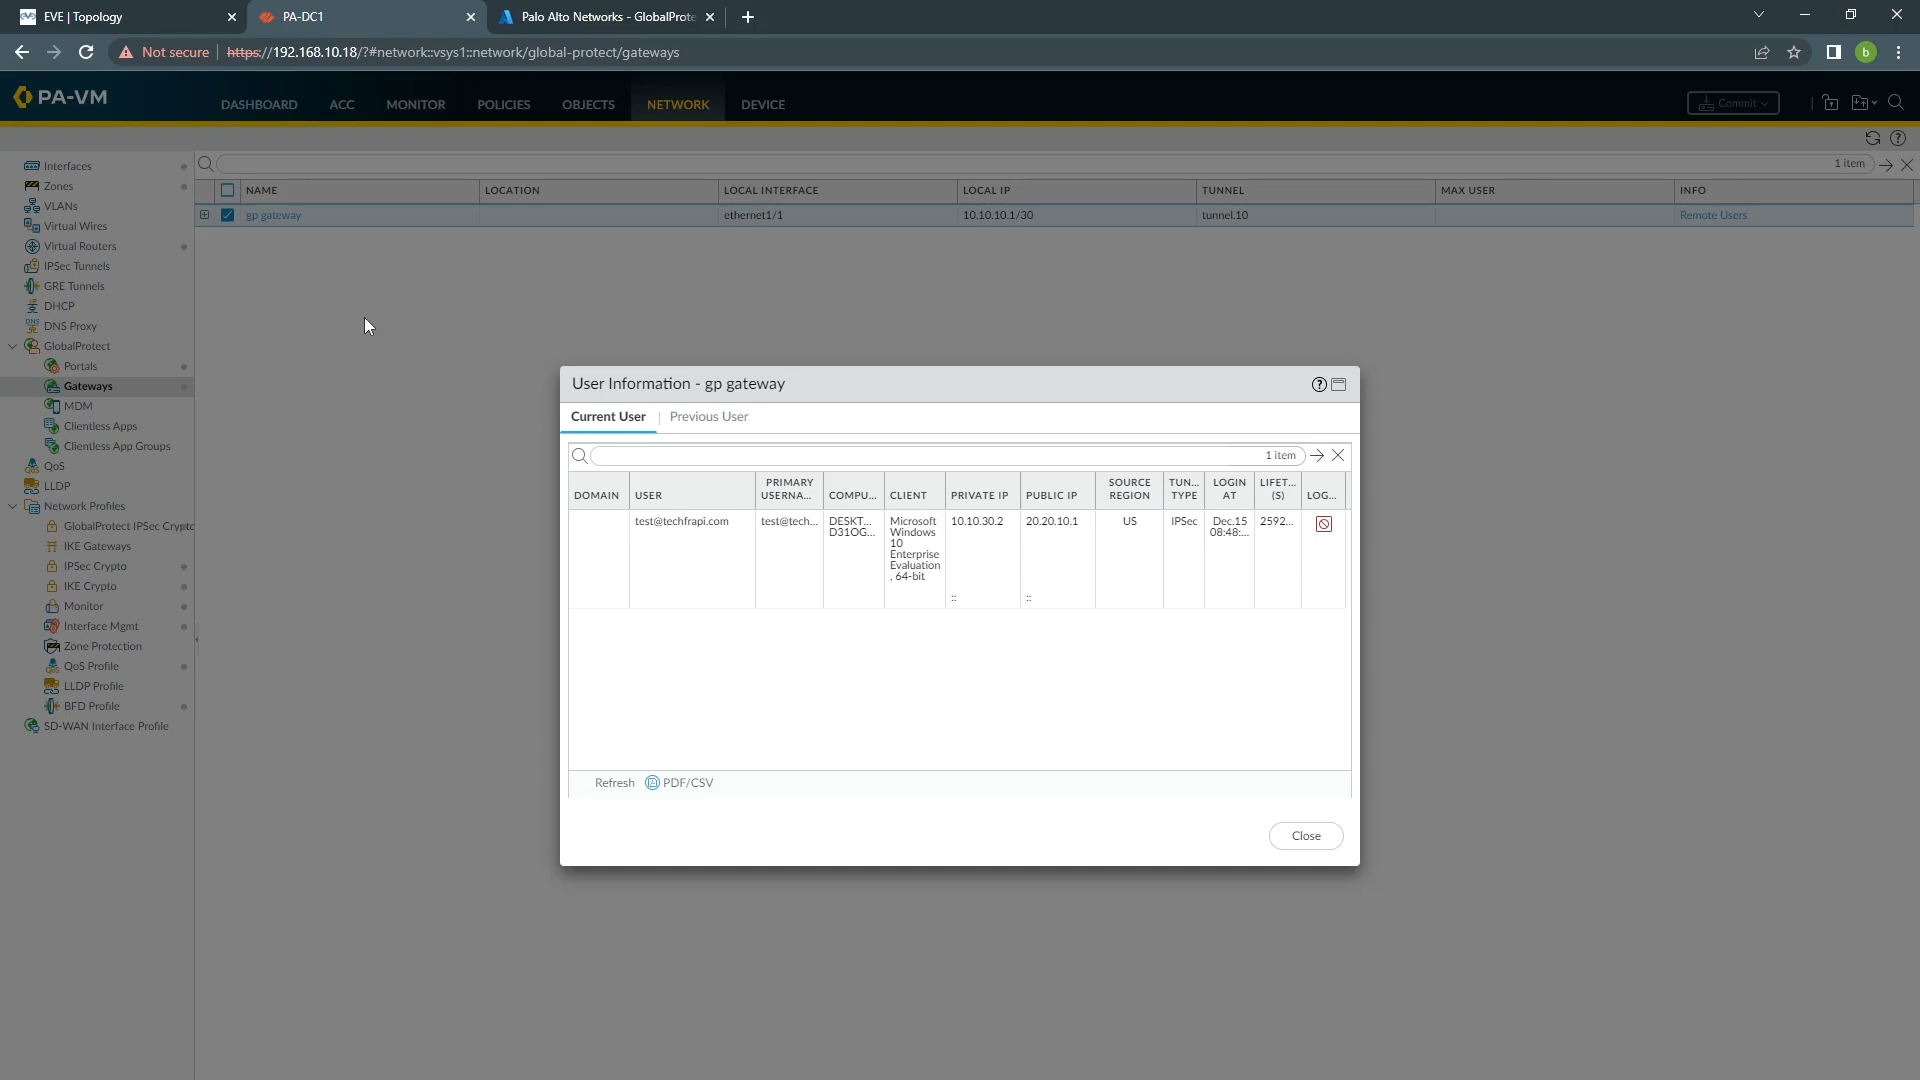 EVE | Topology
PA-DC1
Palo Alto Networks - GlobalProte
Not secure
https://192.168.10.18/?#network::vsys1::network/global-protect/gateways
b
PA-VM
DASHBOARD
ACC
MONITOR
POLICIES
OBJECTS
NETWORK
DEVICE
Commit
Interfaces
Zones
VLANs
Virtual Wires
Virtual Routers
IPSec Tunnels
GRE Tunnels
DHCP
DNS Proxy
GlobalProtect
Portals
Gateways
MDM
Clientless Apps
Clientless App Groups
QoS
LLDP
Network Profiles
GlobalProtect IPSec Crypto
IKE Gateways
IPSec Crypto
IKE Crypto
Monitor
Interface Mgmt
Zone Protection
QoS Profile
LLDP Profile
BFD Profile
SD-WAN Interface Profile
1 item
NAME LOCATION LOCAL INTERFACE LOCAL IP TUNNEL MAX USER INFO
gp gateway ethernet1/1 10.10.10.1/30 tunnel.10 Remote Users
User Information - gp gateway
Current User
Previous User
1 item
DOMAIN USER PRIMARY USERNA... COMPU... CLIENT PRIVATE IP PUBLIC IP SOURCE REGION TUN... TYPE LOGIN AT LIFET... (S) LOG...
test@techfrapi.com test@tech... DESKT... D31OG... Microsoft Windows 10 Enterprise Evaluation , 64-bit 10.10.30.2 :: 20.20.10.1 :: US IPSec Dec.15 08:48:... 2592...
Refresh
PDF/CSV
Close